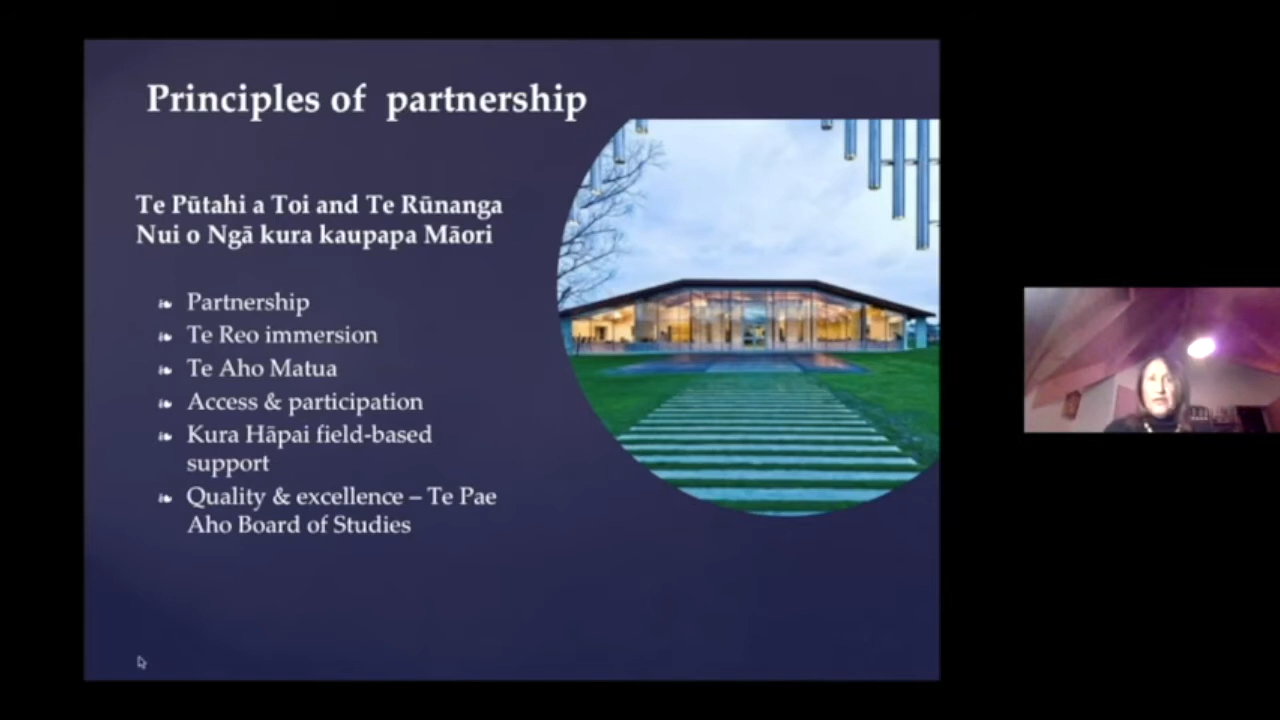 Principles of partnership
Te Pūtahi a Toi and Te Rūnanga
Nui o Ngā kura kaupapa Māori
Partnership
Te Reo immersion
Te Aho Matua
Access & participation
Kura Hāpai field-based
support
Quality & excellence – Te Pae
Aho Board of Studies